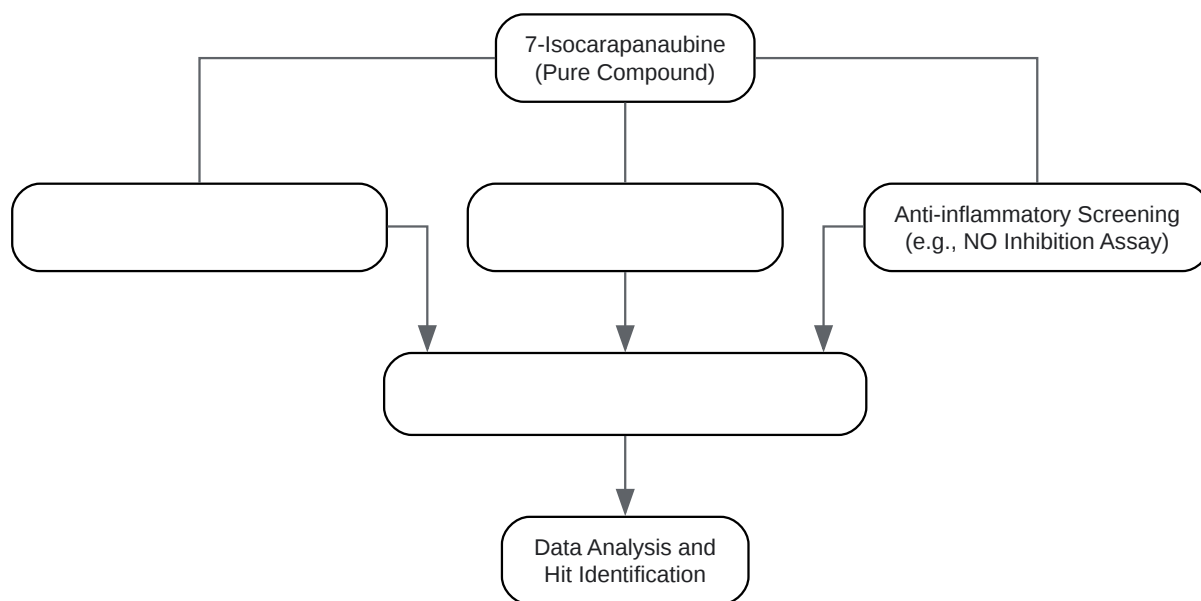 7-Isocarapanaubine
(Pure Compound)
Anti-inflammatory Screening
(e.g., NO Inhibition Assay)
Data Analysis and
Hit Identification